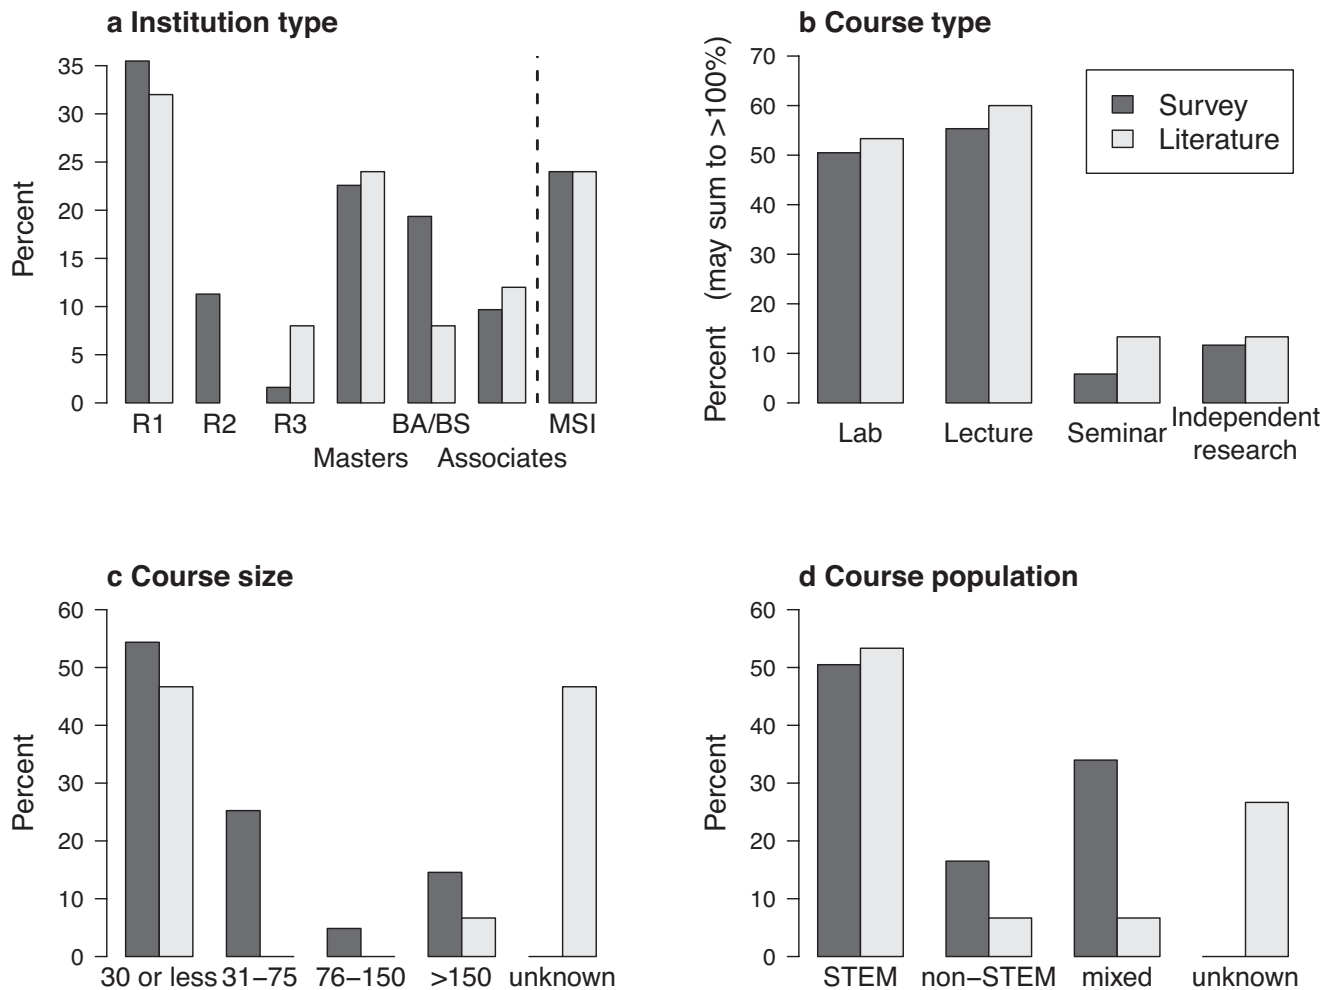 a Institution type
Percent
35
30
25
20
15
10
5
0
R1 R2 R3 BA/BS MSI
Masters Associates
b Course type
Percent (may sum to >100%)
70
60
50
40
30
20
10
0
Survey
Literature
Lab Lecture Seminar Independent
research
c Course size
Percent
60
50
40
30
20
10
0
30 or less 31–75 76–150 >150 unknown
d Course population
Percent
60
50
40
30
20
10
0
STEM non–STEM mixed unknown